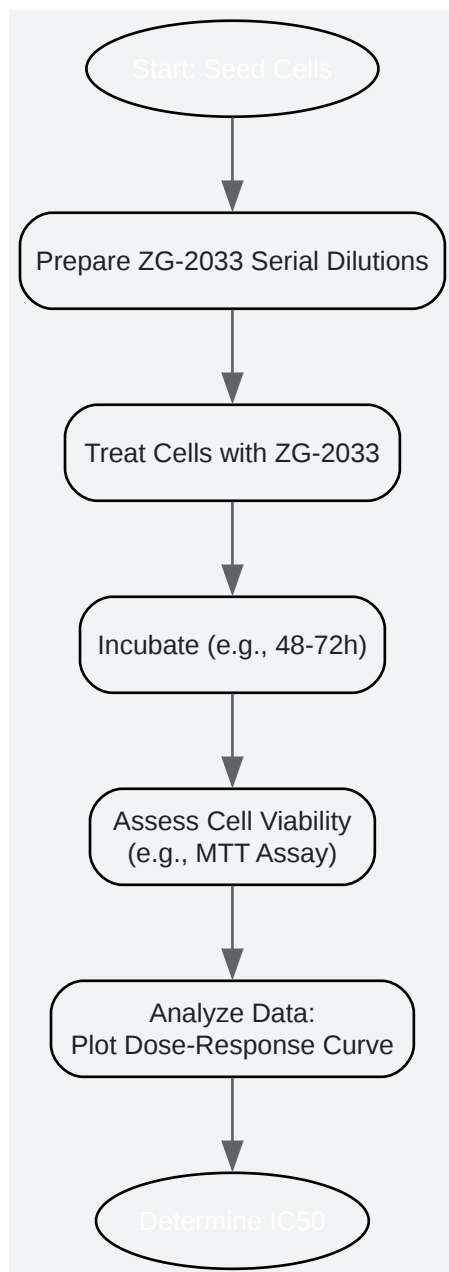 Start: Seed Cells
Prepare ZG-2033 Serial Dilutions
Treat Cells with ZG-2033
Incubate (e.g., 48-72h)
Assess Cell Viability
(e.g., MTT Assay)
Analyze Data:
Plot Dose-Response Curve
Determine IC50